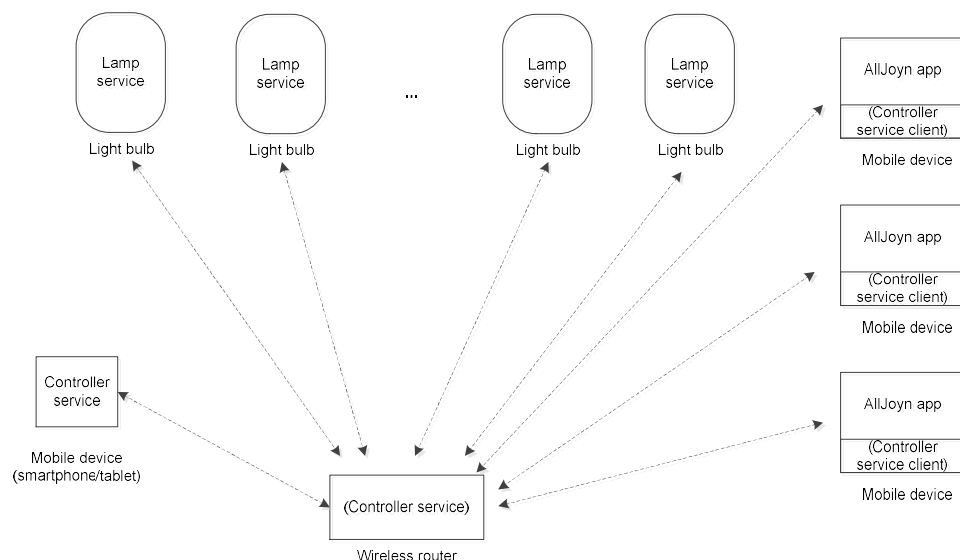 Lamp
service
Light bulb
Lamp
service
Light bulb
...
Lamp
service
Light bulb
Lamp
service
Light bulb
AllJoyn app
(Controller
service client)
Mobile device
AllJoyn app
(Controller
service client)
Mobile device
AllJoyn app
(Controller
service client)
Mobile device
Controller
service
Mobile device
(smartphone/tablet)
(Controller service)
Wireless router